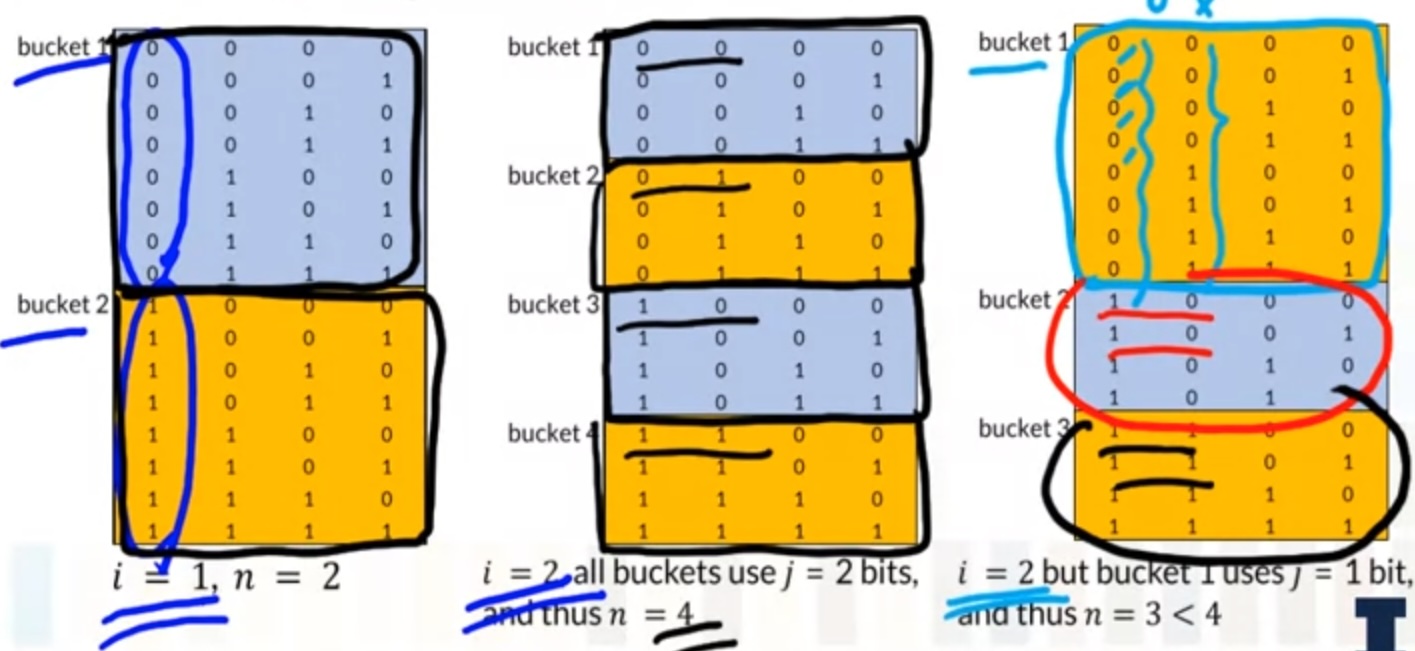 bucket 1 0 0 0 0
0 0 0 1
0 0 1 0
0 0 1 1
0 1 0 0
0 1 0 1
0 1 1 0
0 1 1 1
bucket 2 1 0 0 0
1 0 0 1
1 0 1 0
1 0 1 1
1 1 0 0
1 1 0 1
1 1 1 0
1 1 1 1
i = 1, n = 2
bucket 1 0 0 0 0
0 0 0 1
0 0 1 0
0 0 1 1
bucket 2 0 1 0 0
0 1 0 1
0 1 1 0
0 1 1 1
bucket 3 1 0 0 0
1 0 0 1
1 0 1 0
1 0 1 1
bucket 4 1 1 0 0
1 1 0 1
1 1 1 0
1 1 1 1
i = 2, all buckets use j = 2 bits,
and thus n = 4
bucket 1 0 0 0 0
0 0 0 1
0 0 1 0
0 0 1 1
0 1 0 0
0 1 0 1
0 1 1 0
0 1 1 1
bucket 2 1 0 0 0
1 0 0 1
1 0 1 0
1 0 1
bucket 3 1 1 0 0
1 1 0 1
1 1 1 0
1 1 1 1
i = 2 but bucket 1 uses j = 1 bit,
and thus n = 3 < 4